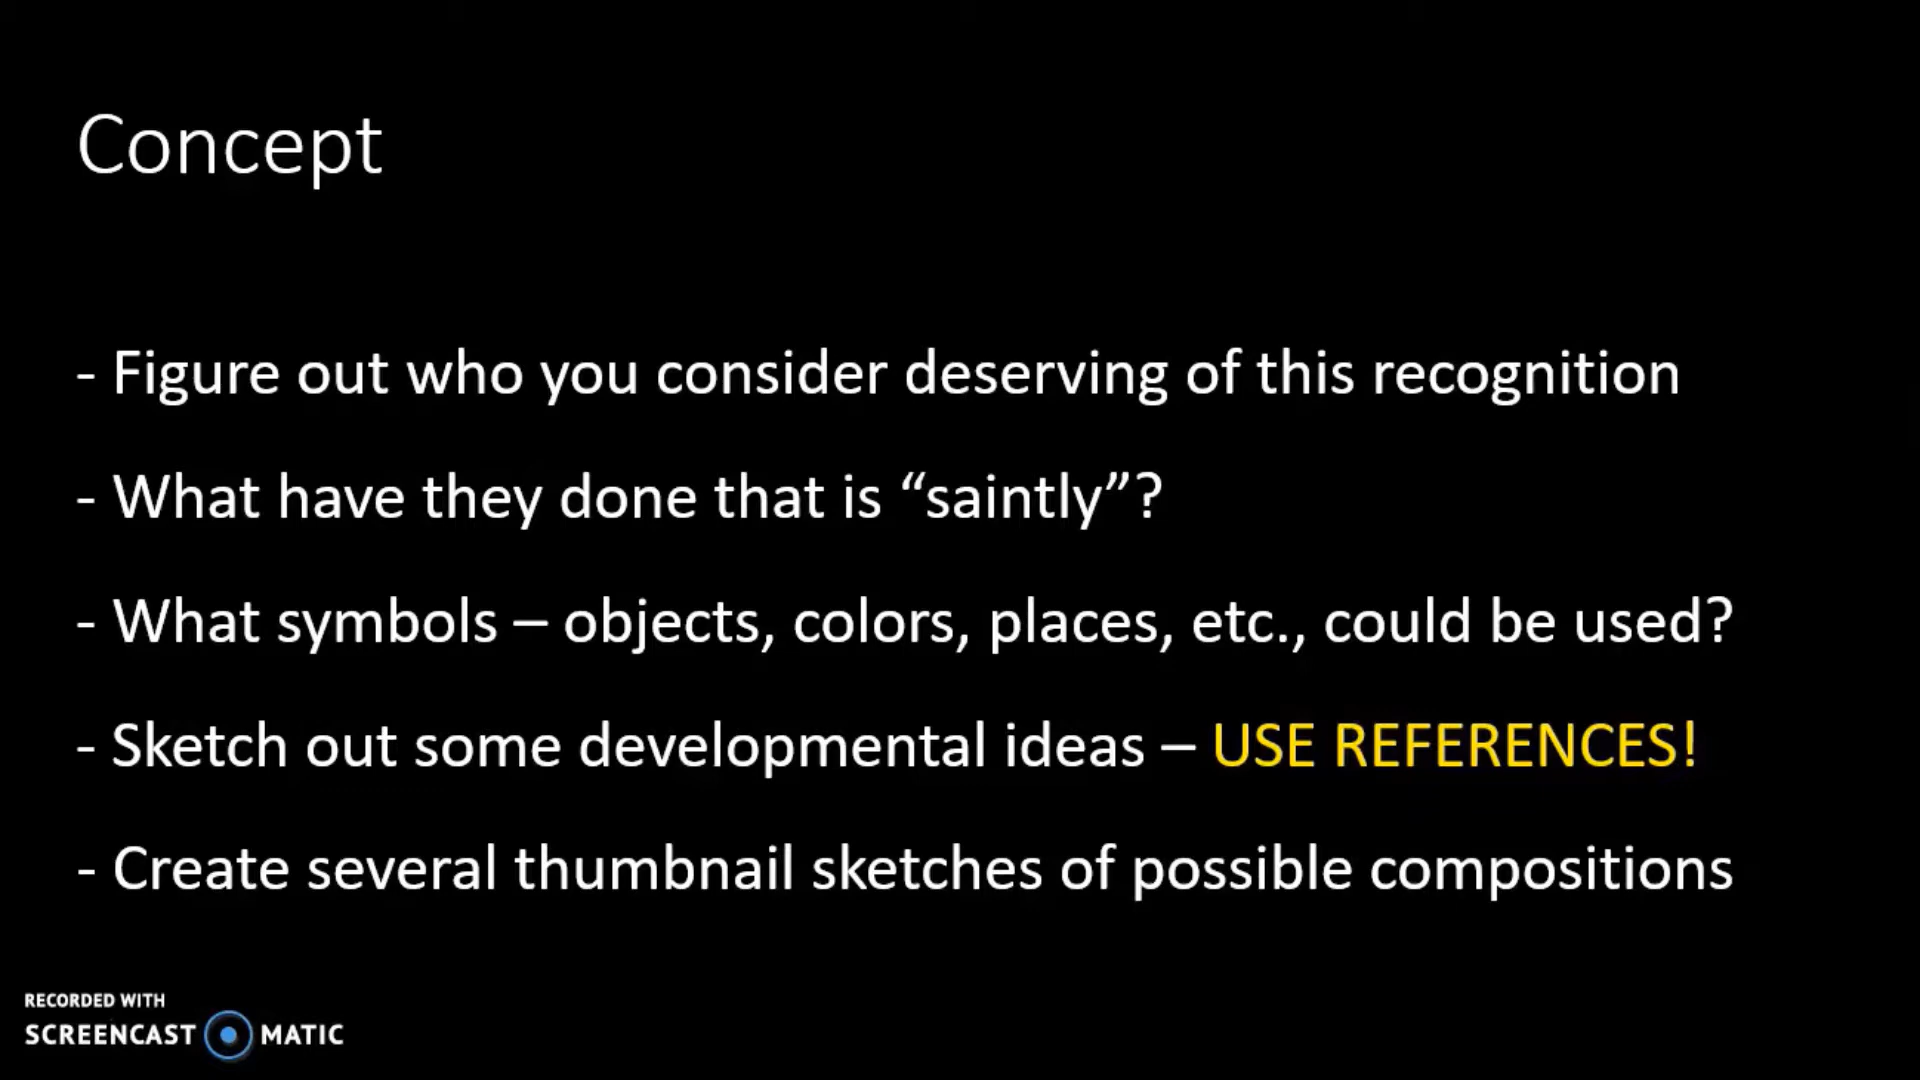 Concept
- Figure out who you consider deserving of this recognition
- What have they done that is “saintly”?
- What symbols – objects, colors, places, etc., could be used?
- Sketch out some developmental ideas – USE REFERENCES!
- Create several thumbnail sketches of possible compositions
RECORDED WITH
SCREENCAST MATIC